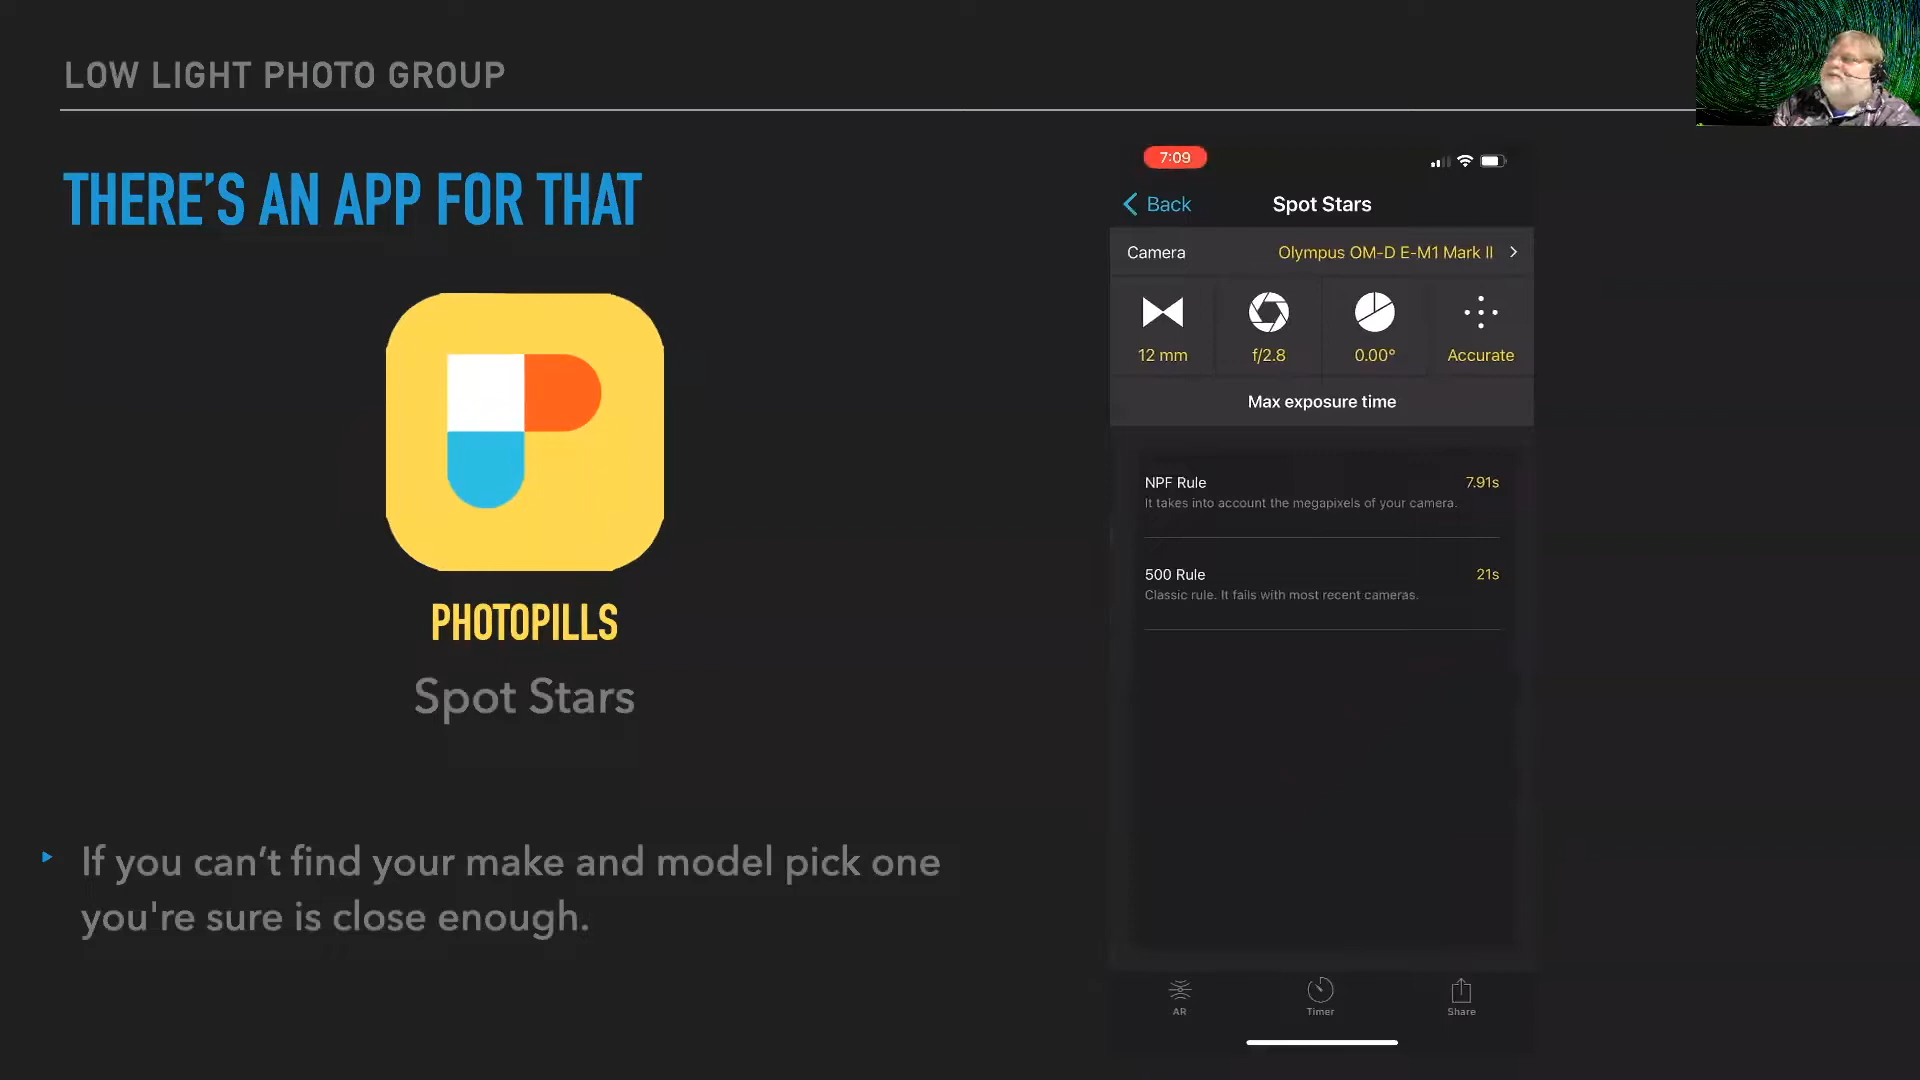 LOW LIGHT PHOTO GROUP
THERE’S AN APP FOR THAT
PHOTOPILLS
Spot Stars
If you can’t find your make and model pick one
you're sure is close enough.
7:09
Back
Spot Stars
Camera
Olympus OM-D E-M1 Mark II
12 mm
f/2.8
0.00°
Accurate
Max exposure time
NPF Rule
7.91s
It takes into account the megapixels of your camera.
500 Rule
21s
Classic rule. It fails with most recent cameras.
AR
Timer
Share